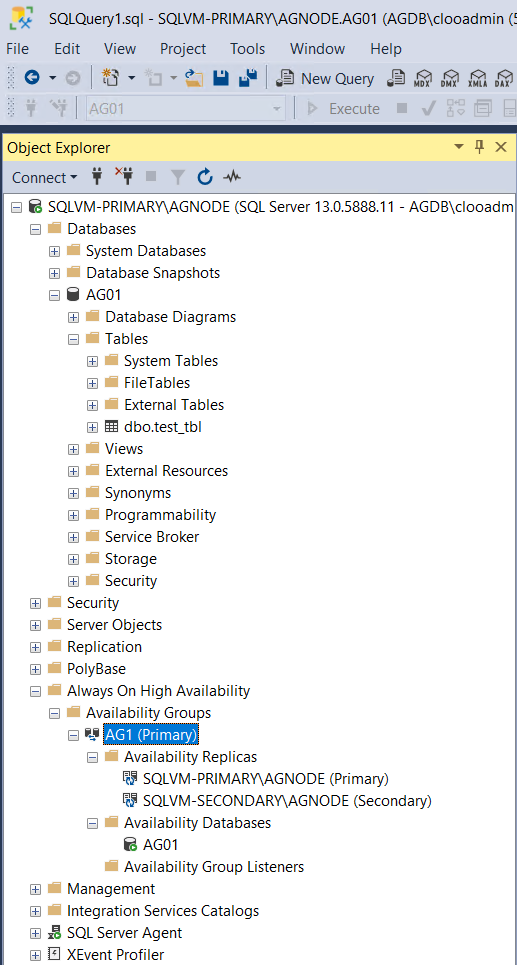 SQLQuery1.sql - SQLVM-PRIMARY\AGNODE.AG01 (AGDB\clooadmin (5
File Edit View Project Tools Window Help
New Query MDX DMX XMLA DAX
AG01 Execute
Object Explorer
Connect
SQLVM-PRIMARY\AGNODE (SQL Server 13.0.5888.11 - AGDB\clooadm
Databases
System Databases
Database Snapshots
AG01
Database Diagrams
Tables
System Tables
FileTables
External Tables
dbo.test_tbl
Views
External Resources
Synonyms
Programmability
Service Broker
Storage
Security
Security
Server Objects
Replication
PolyBase
Always On High Availability
Availability Groups
AG1 (Primary)
Availability Replicas
SQLVM-PRIMARY\AGNODE (Primary)
SQLVM-SECONDARY\AGNODE (Secondary)
Availability Databases
AG01
Availability Group Listeners
Management
Integration Services Catalogs
SQL Server Agent
XEvent Profiler